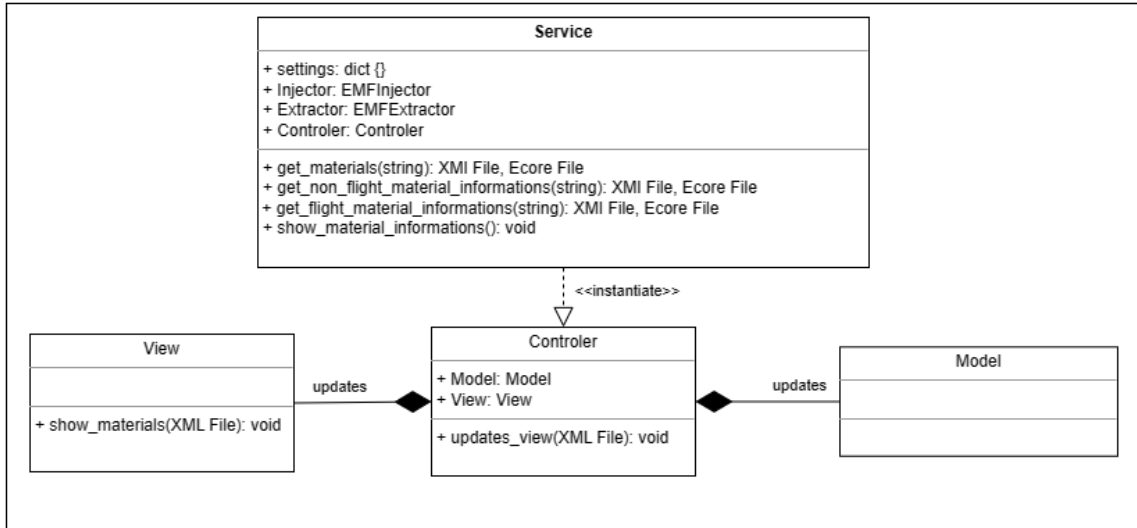 Service
+ settings: dict {}
+ Injector: EMFInjector
+ Extractor: EMFExtractor
+ Controler: Controler
+ get_materials(string): XMI File, Ecore File
+ get_non_flight_material_informations(string): XMI File, Ecore File
+ get_flight_material_informations(string): XMI File, Ecore File
+ show_material_informations(): void
<<instantiate>>
View
+ show_materials(XML File): void
updates
Controler
+ Model: Model
+ View: View
+ updates_view(XML File): void
updates
Model